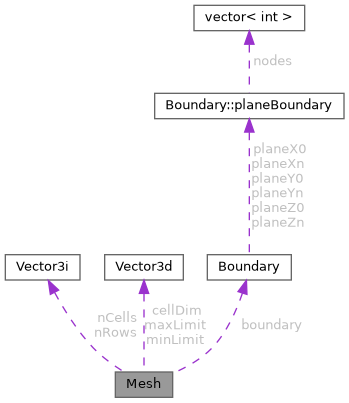 vector< int >
nodes
Boundary::planeBoundary
planeX0
planeXn
planeY0
planeYn
planeZ0
planeZn
Vector3i
Vector3d
Boundary
nCells
nRows
cellDim
maxLimit
minLimit
boundary
Mesh